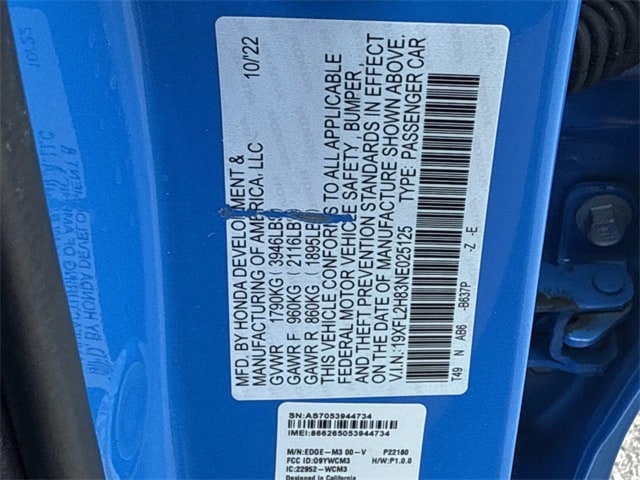 MFD. BY HONDA DEVELOPMENT & 10/'22
MANUFACTURING OF AMERICA, LLC
GVWR 1790KG ( 3946LBS
GAWR F 960KG ( 2116LB
GAWR R 860KG ( 1895LB
THIS VEHICLE CONFORMS TO ALL APPLICABLE
FEDERAL MOTOR VEHICLE SAFETY, BUMPER,
AND THEFT PREVENTION STANDARDS IN EFFECT
ON THE DATE OF MANUFACTURE SHOWN ABOVE.
V.I.N.: 19XFL2H83NE025125 TYPE: PASSENGER CAR
T49 N AB6 -B637P -Z -E
SN:AS7053944734
IMEI:866265053944734
M/N:EDGE-M3 00-V P22180
FCC ID:O9YWCM3 H/W:P1.0.0
IC:22952-WCM3
Designed in California